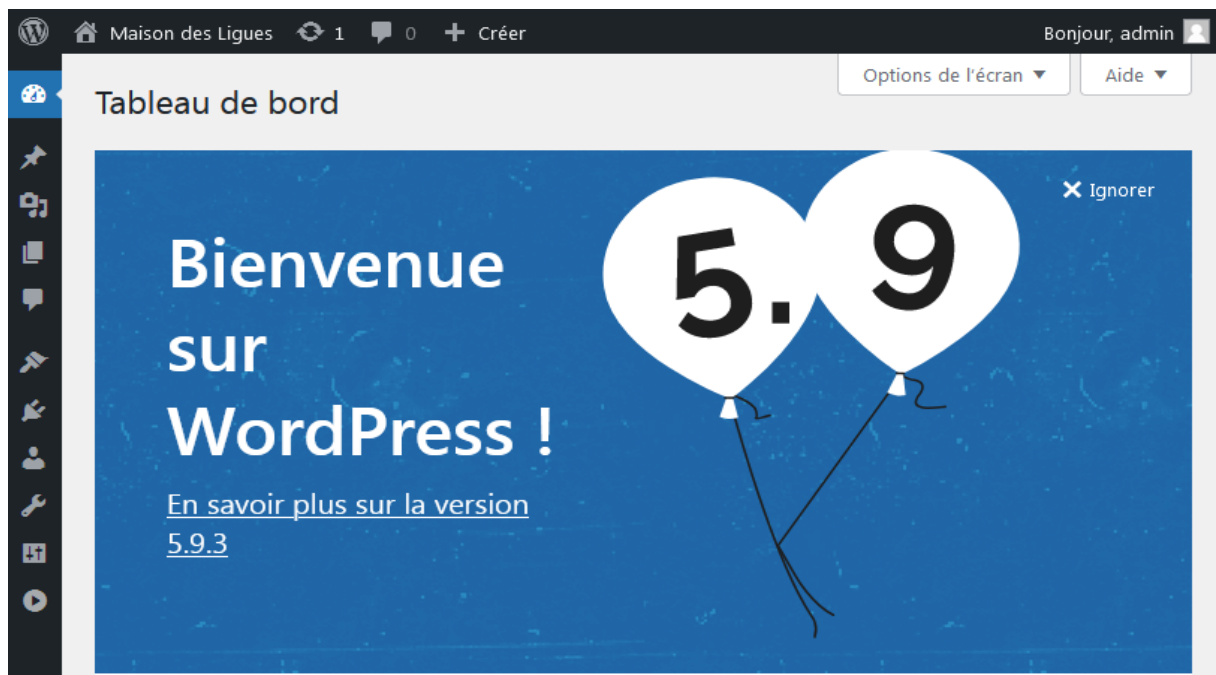 Maison des Ligues 1 0 Créer Bonjour, admin
Options de l'écran Aide
Tableau de bord
Ignorer
Bienvenue
sur
WordPress !
En savoir plus sur la version
5.9.3
5.9